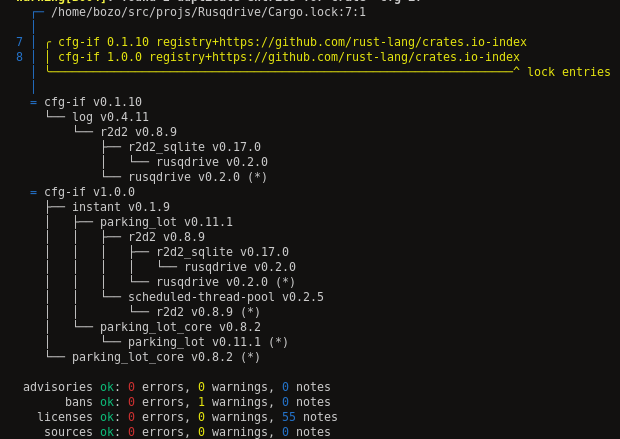 ┌─ /home/bozo/src/projs/Rusqdrive/Cargo.lock:7:1
│
7 │ ╭ cfg-if 0.1.10 registry+https://github.com/rust-lang/crates.io-index
8 │ │ cfg-if 1.0.0 registry+https://github.com/rust-lang/crates.io-index
│ ╰──────────────────────────────────────────────────────────────────^ lock entries
│
= cfg-if v0.1.10
└── log v0.4.11
└── r2d2 v0.8.9
├── r2d2_sqlite v0.17.0
│   └── rusqdrive v0.2.0
└── rusqdrive v0.2.0 (*)
= cfg-if v1.0.0
├── instant v0.1.9
│   ├── parking_lot v0.11.1
│   │   ├── r2d2 v0.8.9
│   │   │   ├── r2d2_sqlite v0.17.0
│   │   │   │   └── rusqdrive v0.2.0
│   │   │   └── rusqdrive v0.2.0 (*)
│   │   └── scheduled-thread-pool v0.2.5
│   │       └── r2d2 v0.8.9 (*)
│   └── parking_lot_core v0.8.2
│       └── parking_lot v0.11.1 (*)
└── parking_lot_core v0.8.2 (*)
advisories ok: 0 errors, 0 warnings, 0 notes
bans ok: 0 errors, 1 warnings, 0 notes
licenses ok: 0 errors, 0 warnings, 55 notes
sources ok: 0 errors, 0 warnings, 0 notes